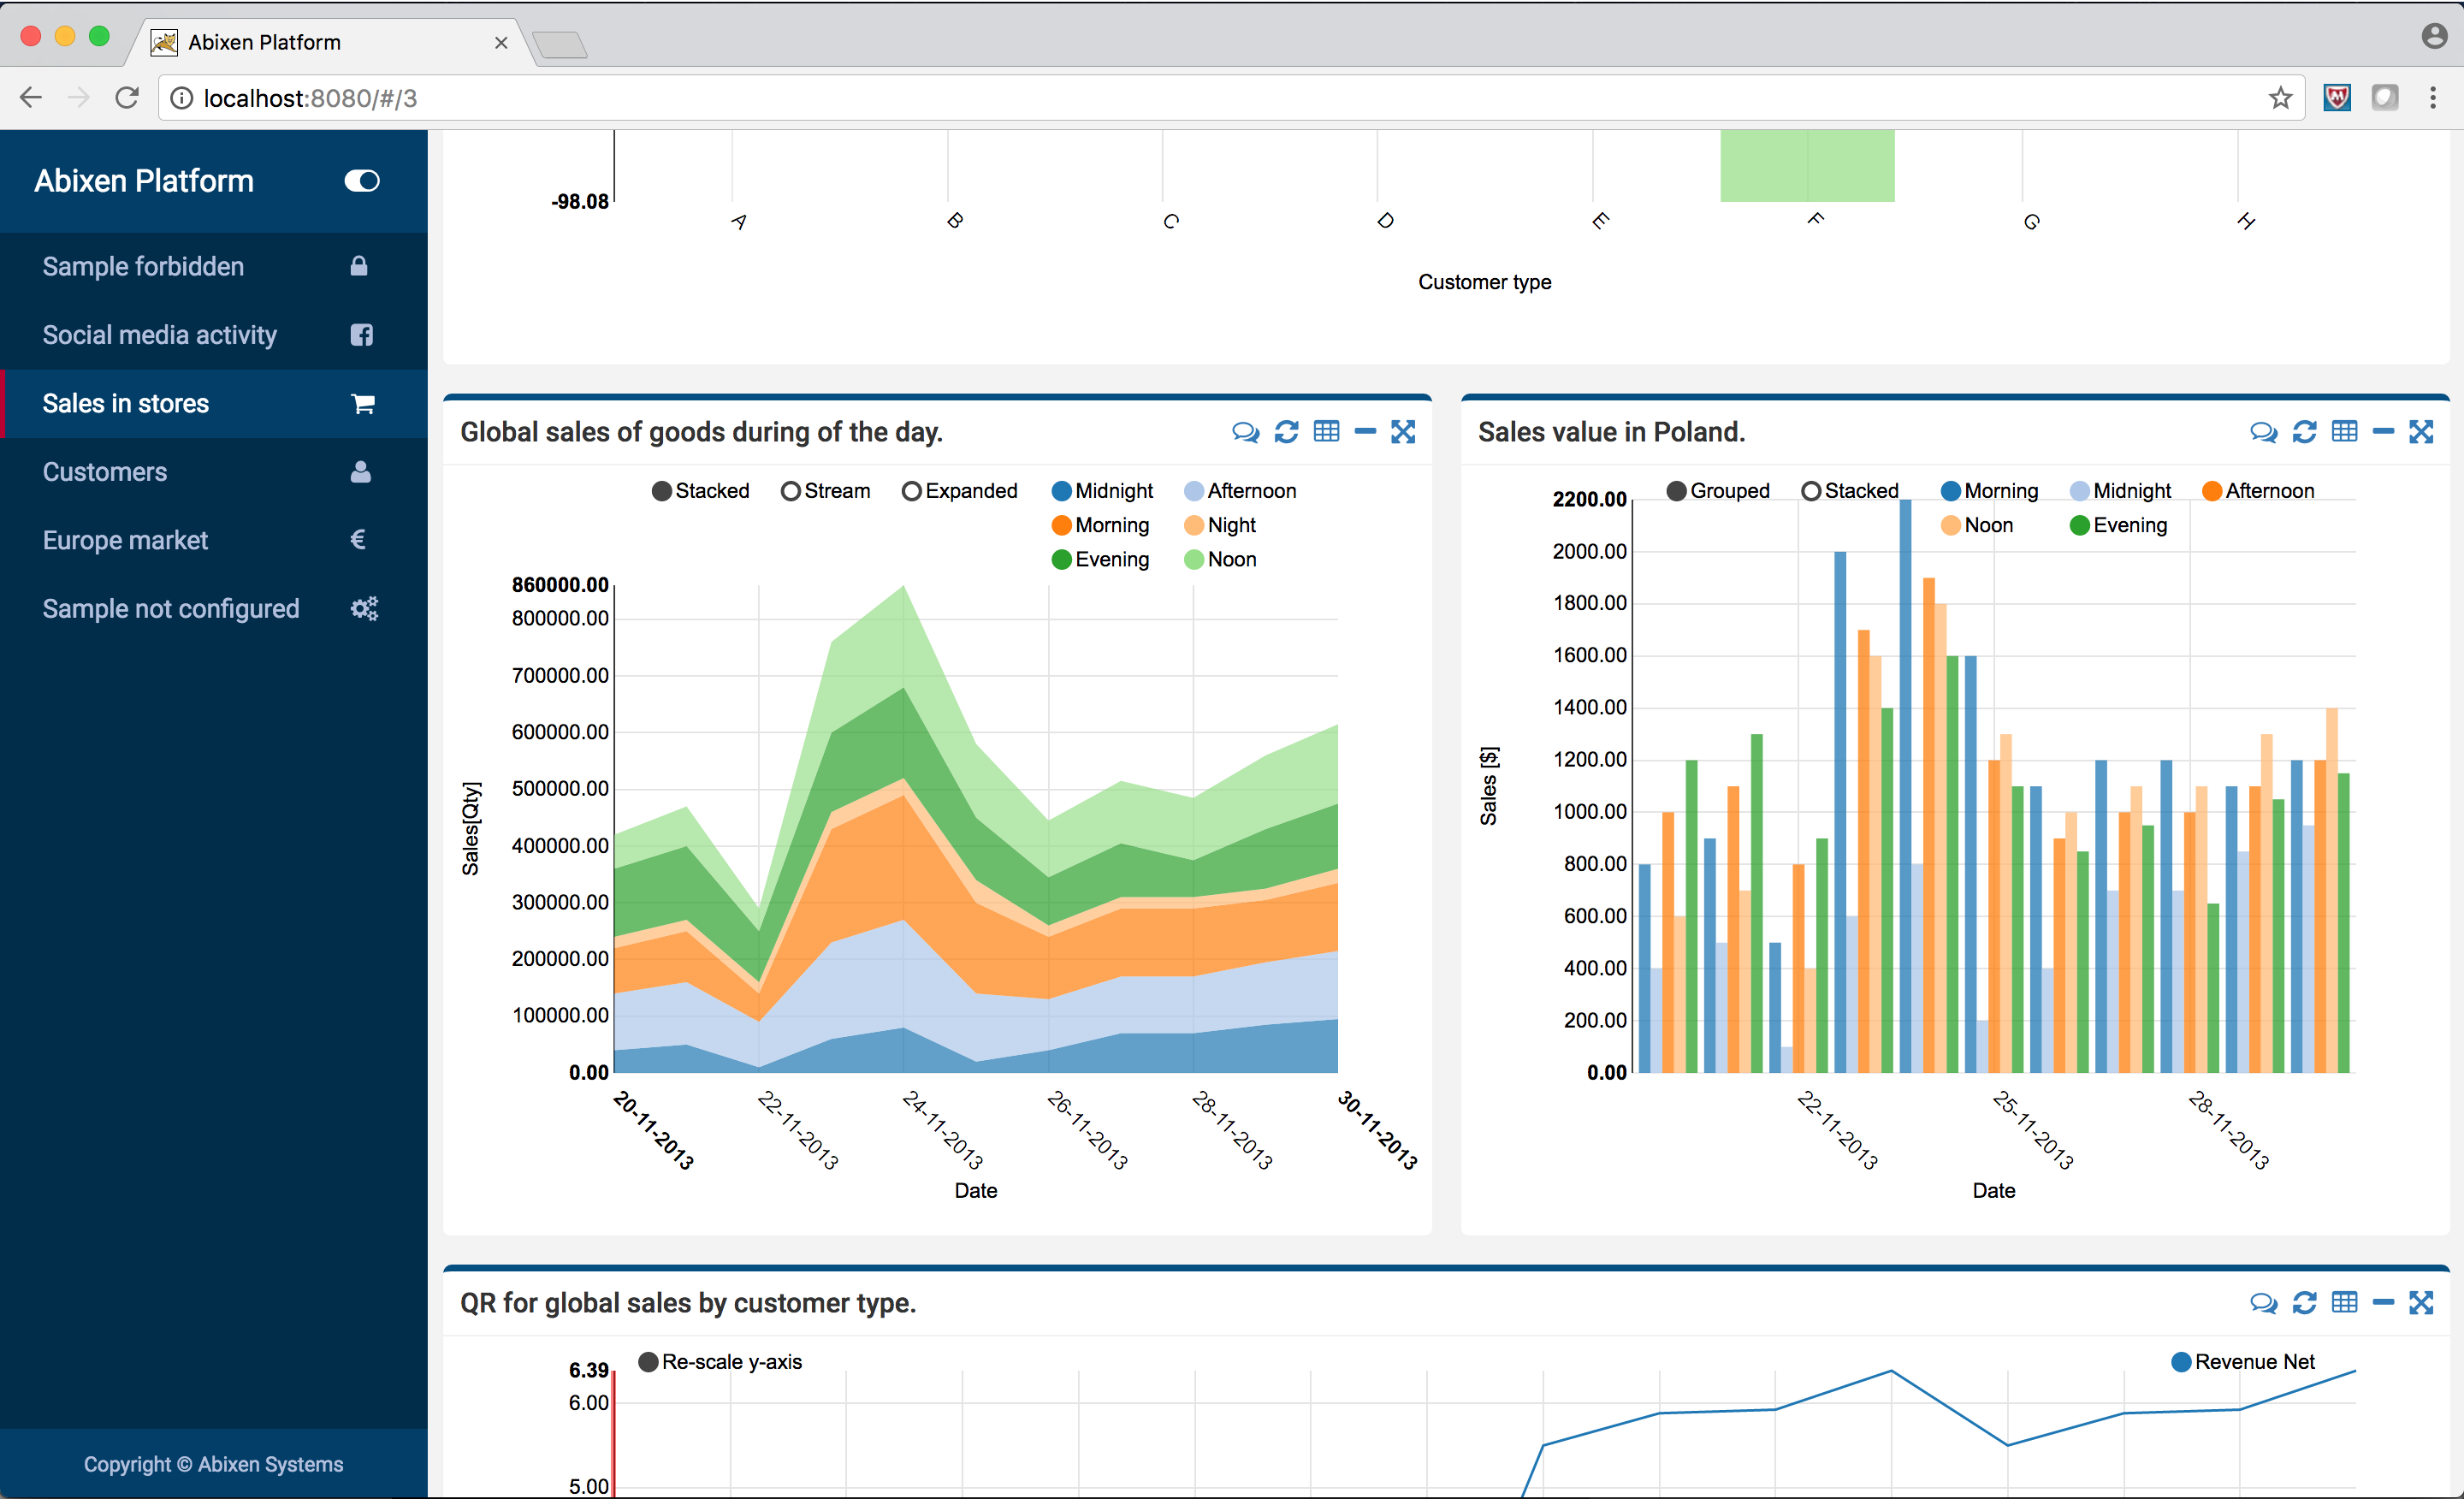 Abixen Platform
localhost:8080/#/3
Abixen Platform
Sample forbidden
Social media activity
Sales in stores
Customers
Europe market
Sample not configured
Copyright © Abixen Systems
-98.08
A B C D E F G H
Customer type
Global sales of goods during of the day.
Stacked Stream Expanded Midnight Afternoon
Morning Night
Evening Noon
860000.00
800000.00
700000.00
600000.00
500000.00
400000.00
300000.00
200000.00
100000.00
0.00
Sales[Qty]
20-11-2013 22-11-2013 24-11-2013 26-11-2013 28-11-2013 30-11-2013
Date
Sales value in Poland.
Grouped Stacked Morning Midnight Afternoon
Noon Evening
2200.00
2000.00
1800.00
1600.00
1400.00
1200.00
1000.00
800.00
600.00
400.00
200.00
0.00
Sales [$]
22-11-2013 25-11-2013 28-11-2013
Date
QR for global sales by customer type.
Re-scale y-axis Revenue Net
6.39
6.00
5.00